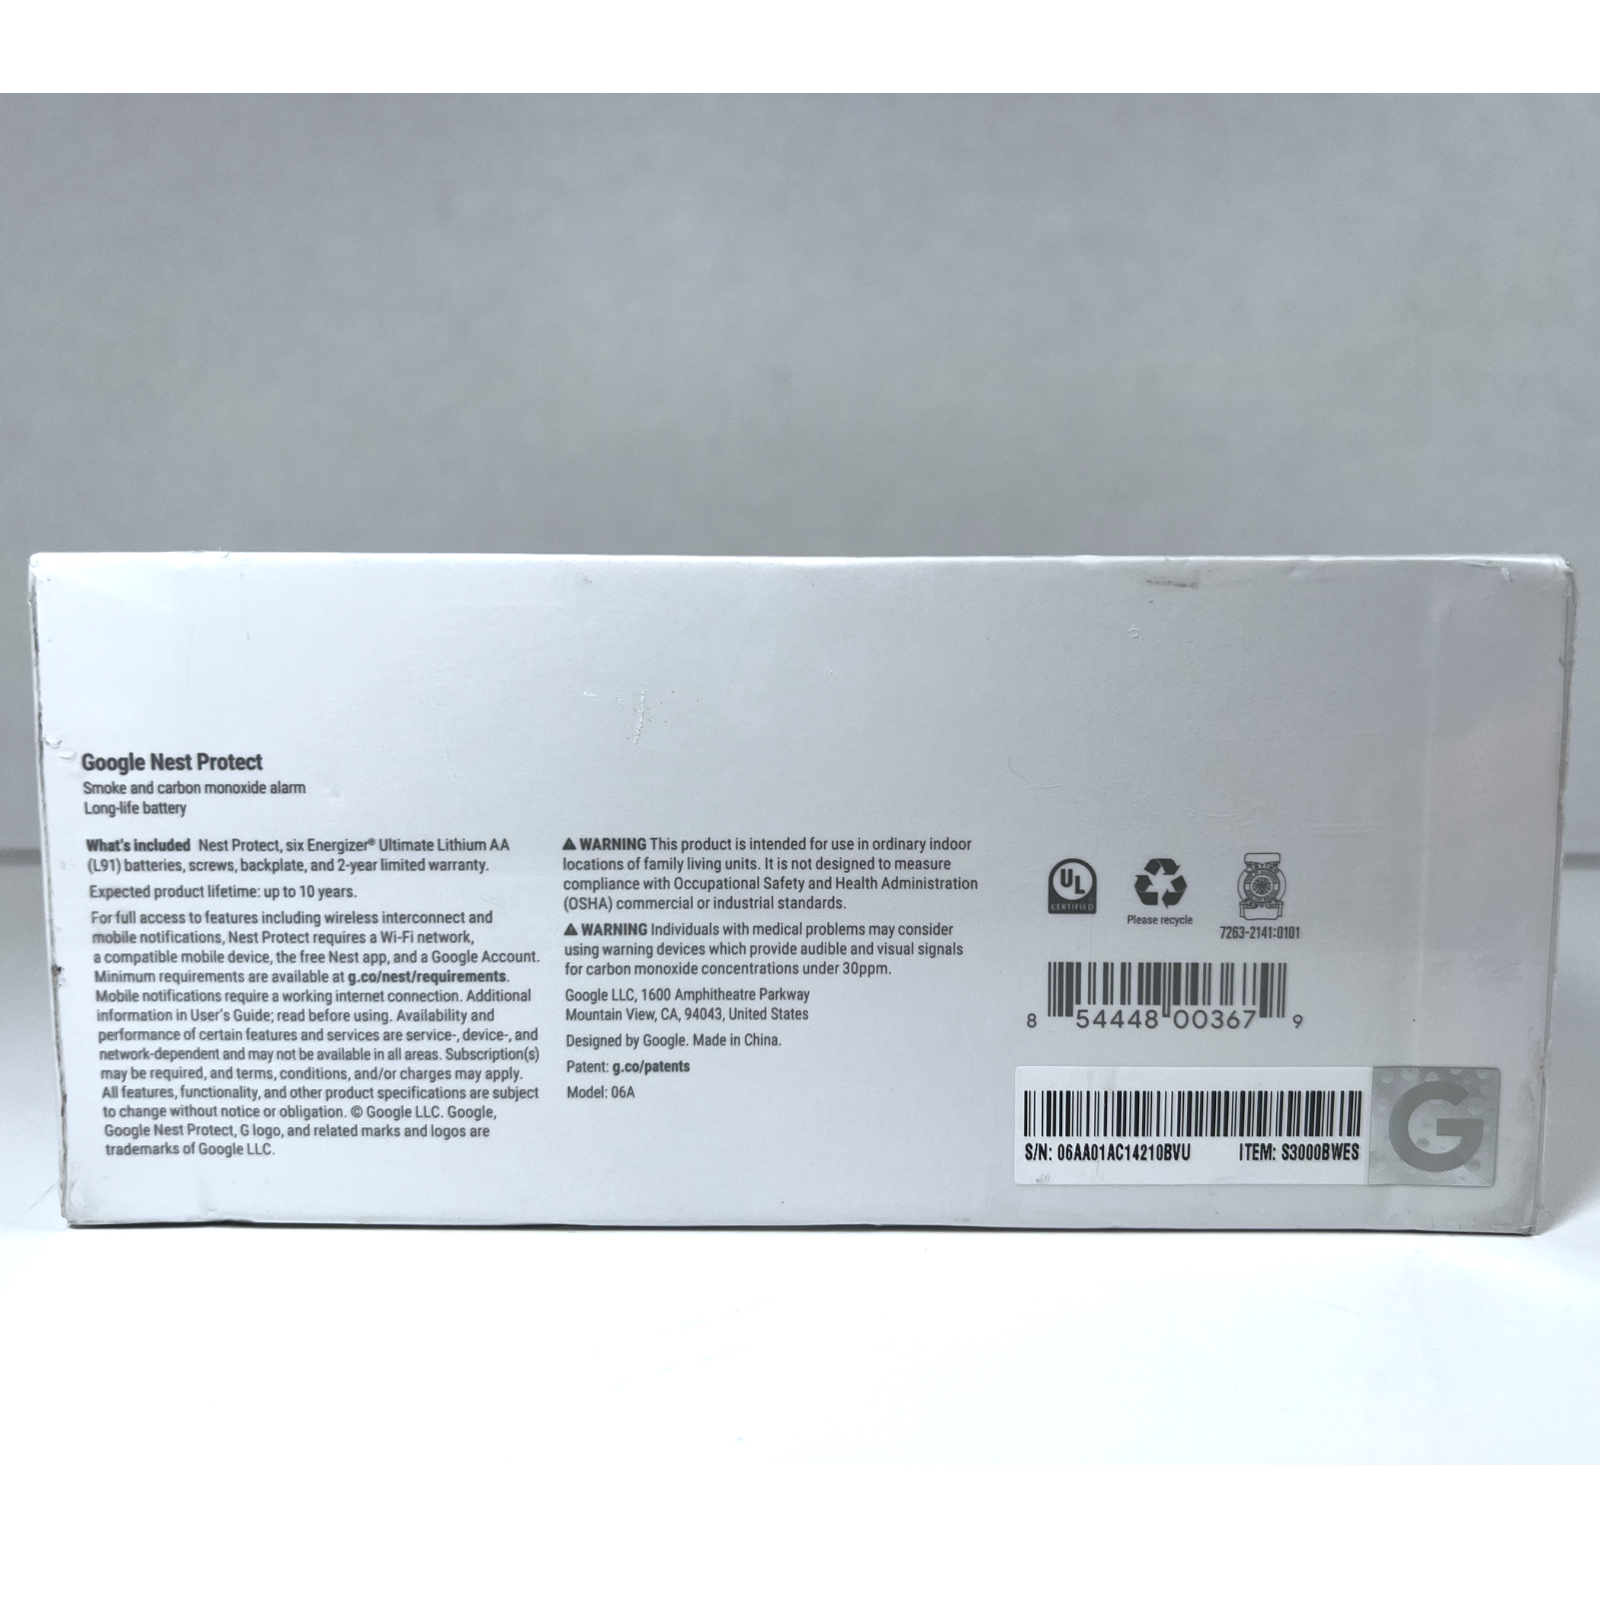 Google Nest Protect
Smoke and carbon monoxide alarm
Long-life battery
What's included Nest Protect, six Energizer® Ultimate Lithium AA
(L91) batteries, screws, backplate, and 2-year limited warranty.
Expected product lifetime: up to 10 years.
For full access to features including wireless interconnect and
mobile notifications, Nest Protect requires a Wi-Fi network,
a compatible mobile device, the free Nest app, and a Google Account.
Minimum requirements are available at g.co/nest/requirements.
Mobile notifications require a working internet connection. Additional
information in User's Guide; read before using. Availability and
performance of certain features and services are service-, device-, and
network-dependent and may not be available in all areas. Subscription(s)
may be required, and terms, conditions, and/or charges may apply.
All features, functionality, and other product specifications are subject
to change without notice or obligation. © Google LLC. Google,
Google Nest Protect, G logo, and related marks and logos are
trademarks of Google LLC.
⚠ WARNING This product is intended for use in ordinary indoor
locations of family living units. It is not designed to measure
compliance with Occupational Safety and Health Administration
(OSHA) commercial or industrial standards.
⚠ WARNING Individuals with medical problems may consider
using warning devices which provide audible and visual signals
for carbon monoxide concentrations under 30ppm.
Google LLC, 1600 Amphitheatre Parkway
Mountain View, CA, 94043, United States
Designed by Google. Made in China.
Patent: g.co/patents
Model: 06A
UL
CERTIFIED
Please recycle
7263-2141:0101
8 54448 00367 9
S/N: 06AA01AC14210BVU ITEM: S3000BWES
G